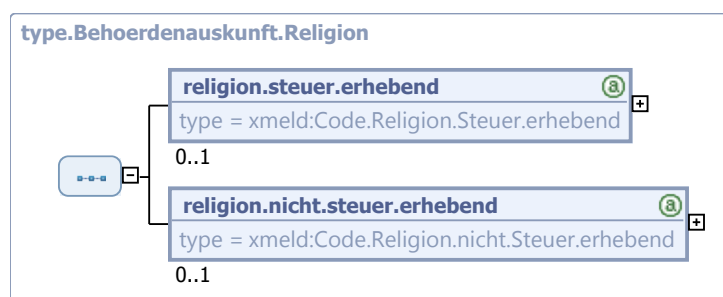 type.Behoerdenauskunft.Religion
religion.steuer.erhebend
type = xmeld:Code.Religion.Steuer.erhebend
0..1
religion.nicht.steuer.erhebend
type = xmeld:Code.Religion.nicht.Steuer.erhebend
0..1